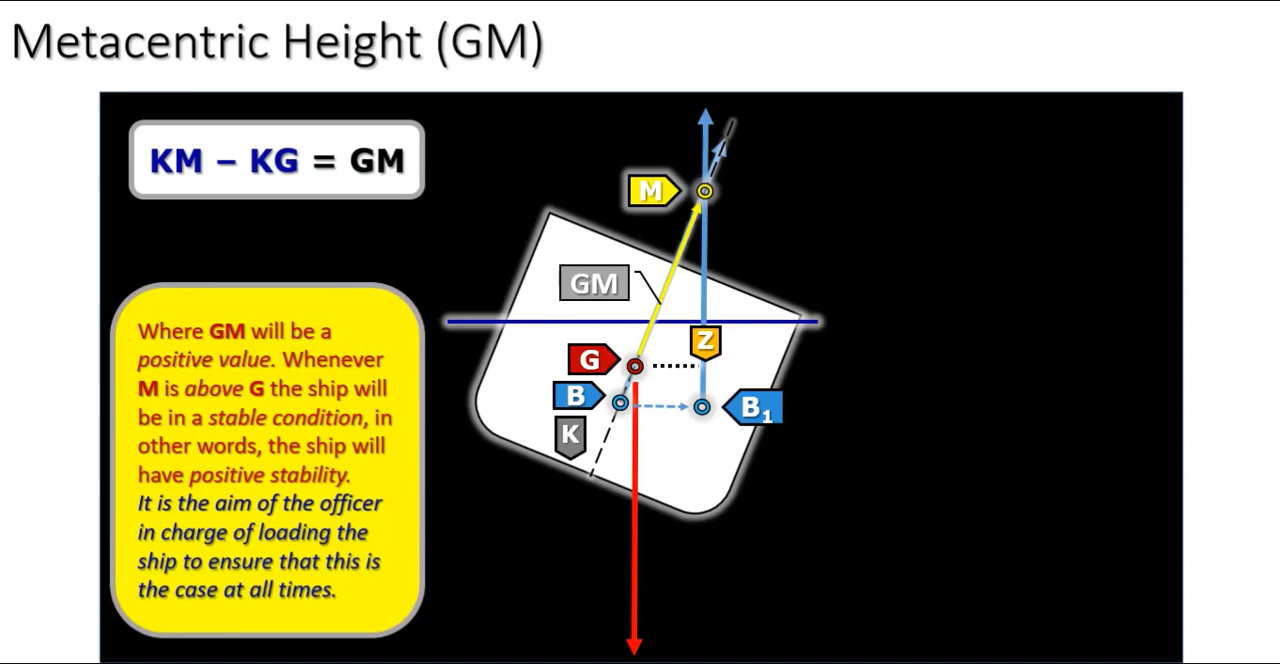 Metacentric Height (GM)
KM – KG = GM
M
GM
Z
G
B
B1
K
Where GM will be a
positive value. Whenever
M is above G the ship will
be in a stable condition, in
other words, the ship will
have positive stability.
It is the aim of the officer
in charge of loading the
ship to ensure that this is
the case at all times.